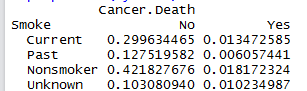 Cancer.Death
Smoke No Yes
Current 0.299634465 0.013472585
Past 0.127519582 0.006057441
Nonsmoker 0.421827676 0.018172324
Unknown 0.103080940 0.010234987